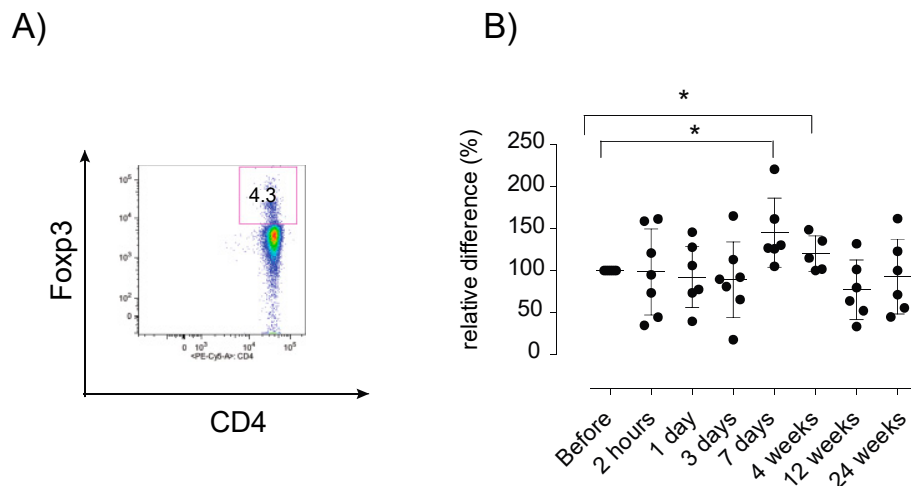 A)
B)
Foxp3
10⁵
10⁴
10³
10²
0
4.3
0 10³ 10⁴ 10⁵
<PE-Cy5-A>: CD4
CD4
relative difference (%)
250
200
150
100
50
0
*
*
Before
2 hours
1 day
3 days
7 days
4 weeks
12 weeks
24 weeks